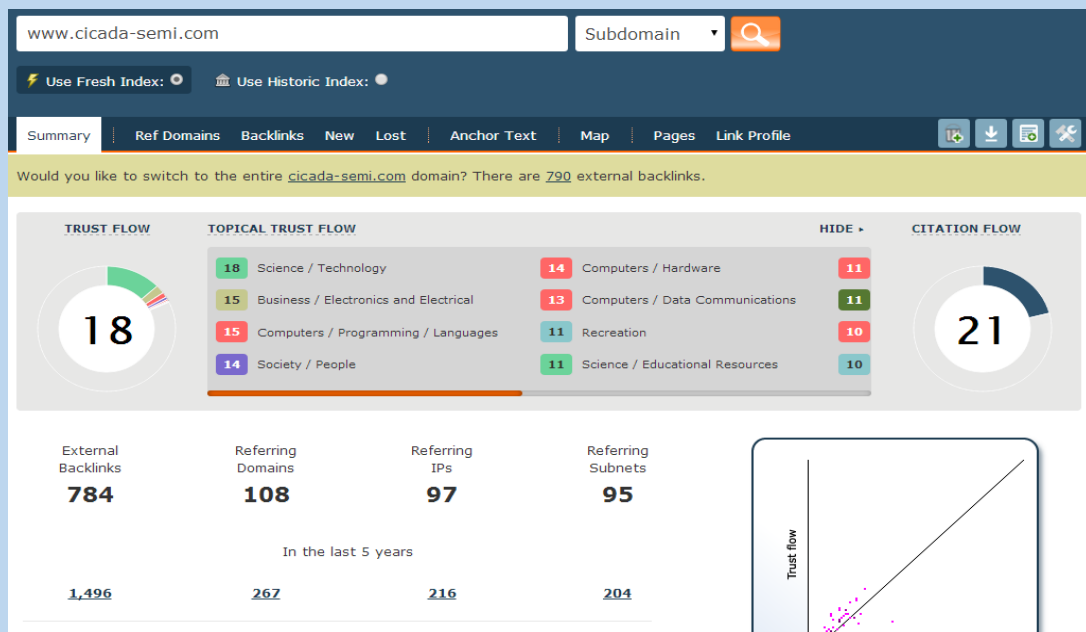 www.cicada-semi.com Subdomain
Use Fresh Index: Use Historic Index:
Summary Ref Domains Backlinks New Lost Anchor Text Map Pages Link Profile
Would you like to switch to the entire cicada-semi.com domain? There are 790 external backlinks.
TRUST FLOW TOPICAL TRUST FLOW HIDE CITATION FLOW
18 Science / Technology 14 Computers / Hardware 11
15 Business / Electronics and Electrical 13 Computers / Data Communications 11
18 15 Computers / Programming / Languages 11 Recreation 10 21
14 Society / People 11 Science / Educational Resources 10
External Backlinks Referring Domains Referring IPs Referring Subnets
784 108 97 95
In the last 5 years
1,496 267 216 204
Trust flow